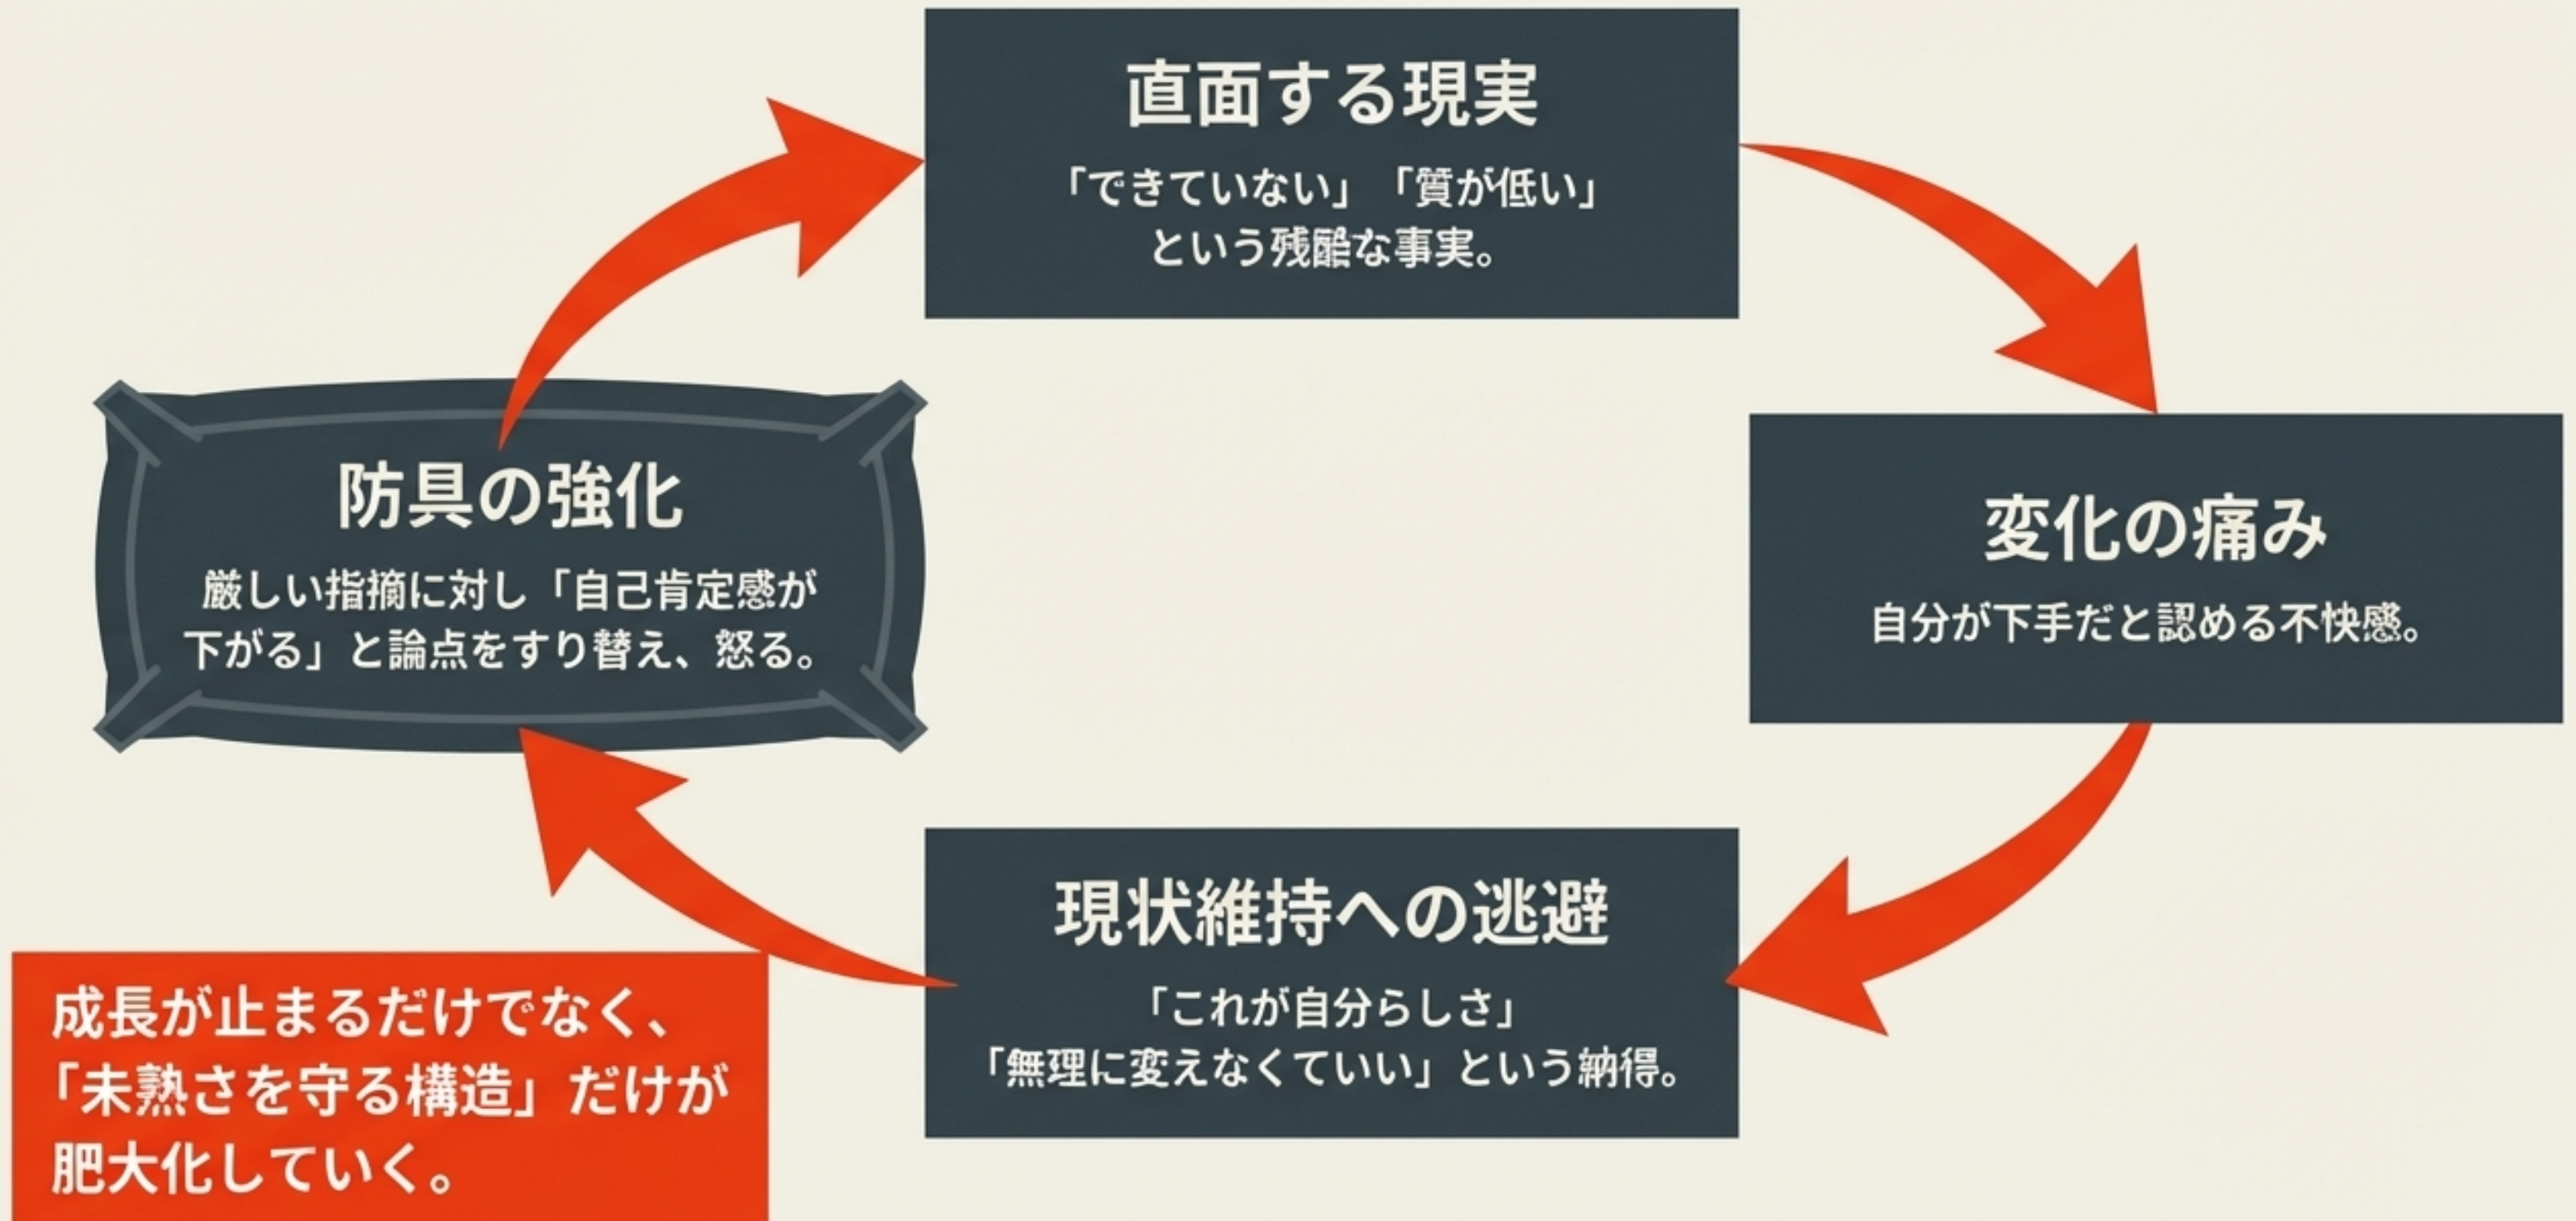 直面する現実
「できていない」「質が低い」
という残酷な事実。
変化の痛み
自分が下手だと認める不快感。
現状維持への逃避
「これが自分らしさ」
「無理に変えなくていい」という納得。
防具の強化
厳しい指摘に対し「自己肯定感が
下がる」と論点をすり替え、怒る。
成長が止まるだけでなく、
「未熟さを守る構造」だけが
肥大化していく。